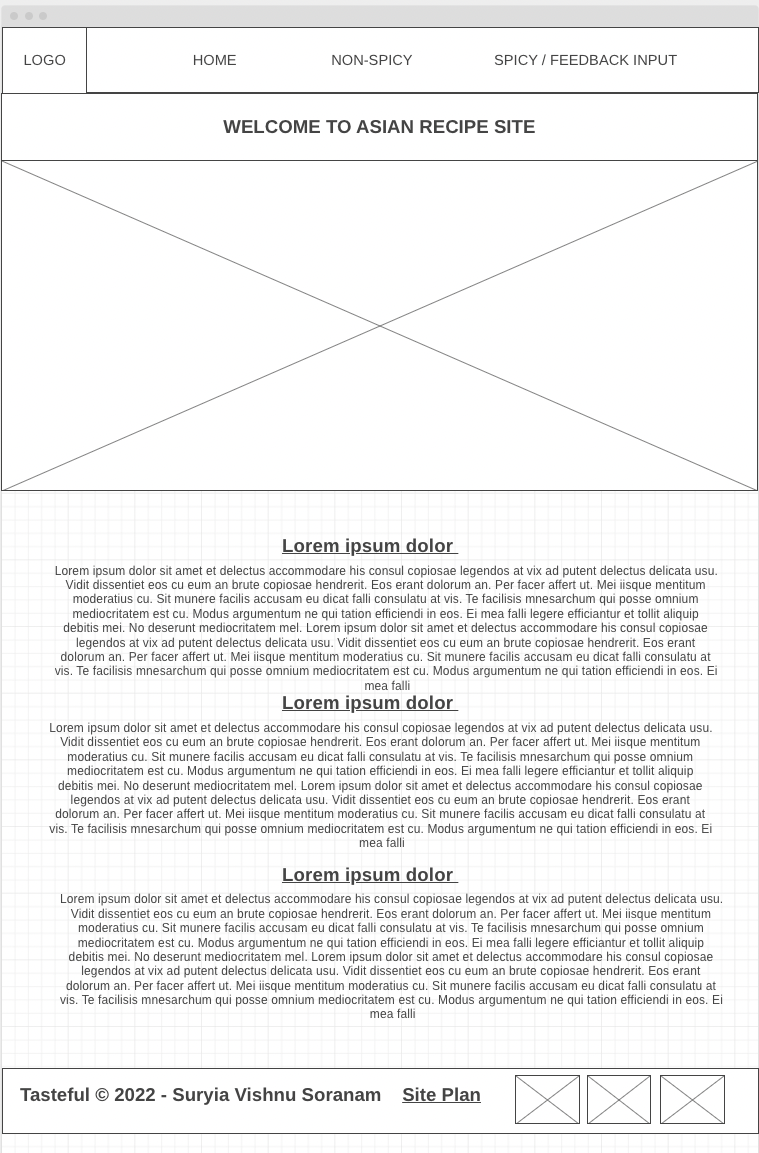 LOGO
HOME
NON-SPICY
SPICY / FEEDBACK INPUT
WELCOME TO ASIAN RECIPE SITE
Lorem ipsum dolor
Lorem ipsum dolor sit amet et delectus accommodare his consul copiosae legendos at vix ad putent delectus delicata usu.
Vidit dissentiet eos cu eum an brute copiosae hendrerit. Eos erant dolorum an. Per facer affert ut. Mei iisque mentitum
moderatius cu. Sit munere facilis accusam eu dicat falli consulatu at vis. Te facilisis mnesarchum qui posse omnium
mediocritatem est cu. Modus argumentum ne qui tation efficiendi in eos. Ei mea falli legere efficiantur et tollit aliquip
debitis mei. No deserunt mediocritatem mel. Lorem ipsum dolor sit amet et delectus accommodare his consul copiosae
legendos at vix ad putent delectus delicata usu. Vidit dissentiet eos cu eum an brute copiosae hendrerit. Eos erant
dolorum an. Per facer affert ut. Mei iisque mentitum moderatius cu. Sit munere facilis accusam eu dicat falli consulatu at
vis. Te facilisis mnesarchum qui posse omnium mediocritatem est cu. Modus argumentum ne qui tation efficiendi in eos. Ei
mea falli
Lorem ipsum dolor
Lorem ipsum dolor sit amet et delectus accommodare his consul copiosae legendos at vix ad putent delectus delicata usu.
Vidit dissentiet eos cu eum an brute copiosae hendrerit. Eos erant dolorum an. Per facer affert ut. Mei iisque mentitum
moderatius cu. Sit munere facilis accusam eu dicat falli consulatu at vis. Te facilisis mnesarchum qui posse omnium
mediocritatem est cu. Modus argumentum ne qui tation efficiendi in eos. Ei mea falli legere efficiantur et tollit aliquip
debitis mei. No deserunt mediocritatem mel. Lorem ipsum dolor sit amet et delectus accommodare his consul copiosae
legendos at vix ad putent delectus delicata usu. Vidit dissentiet eos cu eum an brute copiosae hendrerit. Eos erant
dolorum an. Per facer affert ut. Mei iisque mentitum moderatius cu. Sit munere facilis accusam eu dicat falli consulatu at
vis. Te facilisis mnesarchum qui posse omnium mediocritatem est cu. Modus argumentum ne qui tation efficiendi in eos. Ei
mea falli
Lorem ipsum dolor
Lorem ipsum dolor sit amet et delectus accommodare his consul copiosae legendos at vix ad putent delectus delicata usu.
Vidit dissentiet eos cu eum an brute copiosae hendrerit. Eos erant dolorum an. Per facer affert ut. Mei iisque mentitum
moderatius cu. Sit munere facilis accusam eu dicat falli consulatu at vis. Te facilisis mnesarchum qui posse omnium
mediocritatem est cu. Modus argumentum ne qui tation efficiendi in eos. Ei mea falli legere efficiantur et tollit aliquip
debitis mei. No deserunt mediocritatem mel. Lorem ipsum dolor sit amet et delectus accommodare his consul copiosae
legendos at vix ad putent delectus delicata usu. Vidit dissentiet eos cu eum an brute copiosae hendrerit. Eos erant
dolorum an. Per facer affert ut. Mei iisque mentitum moderatius cu. Sit munere facilis accusam eu dicat falli consulatu at
vis. Te facilisis mnesarchum qui posse omnium mediocritatem est cu. Modus argumentum ne qui tation efficiendi in eos. Ei
mea falli
Tasteful © 2022 - Suryia Vishnu Soranam Site Plan